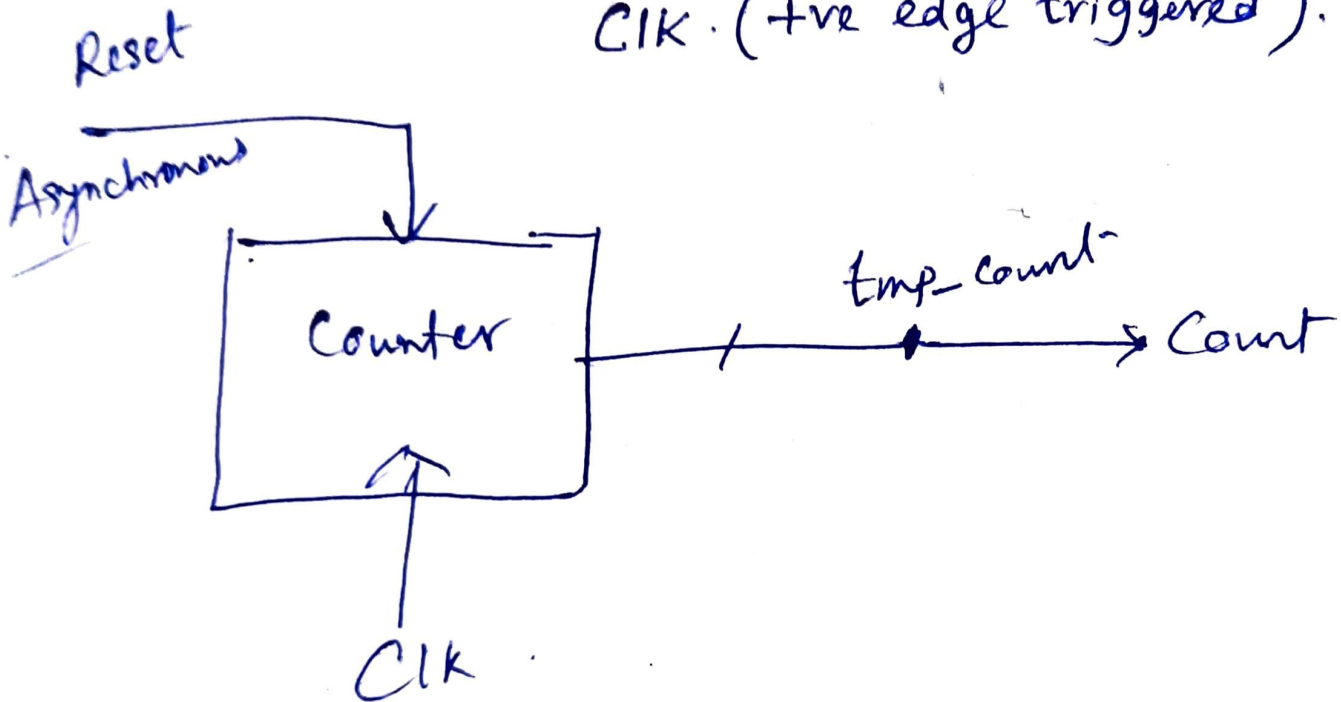 Clk. (+ve edge triggered).
Reset
Asynchronous
tmp_count
Counter
Count
Clk